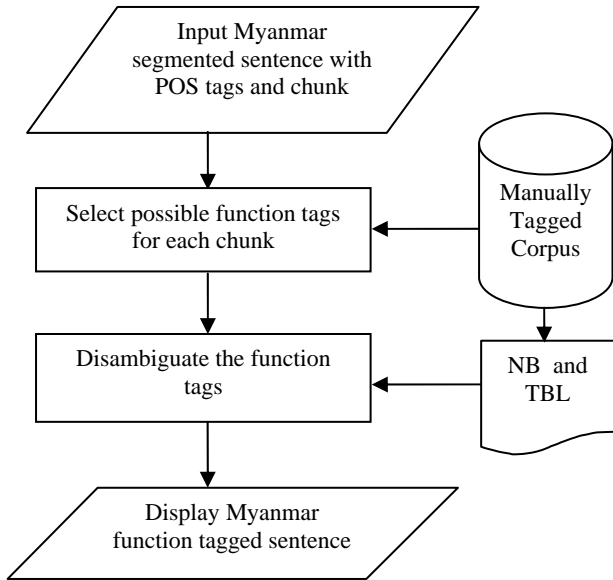 Input Myanmar
segmented sentence with
POS tags and chunk
Select possible function tags
for each chunk
Manually
Tagged
Corpus
Disambiguate the function
tags
NB and
TBL
Display Myanmar
function tagged sentence